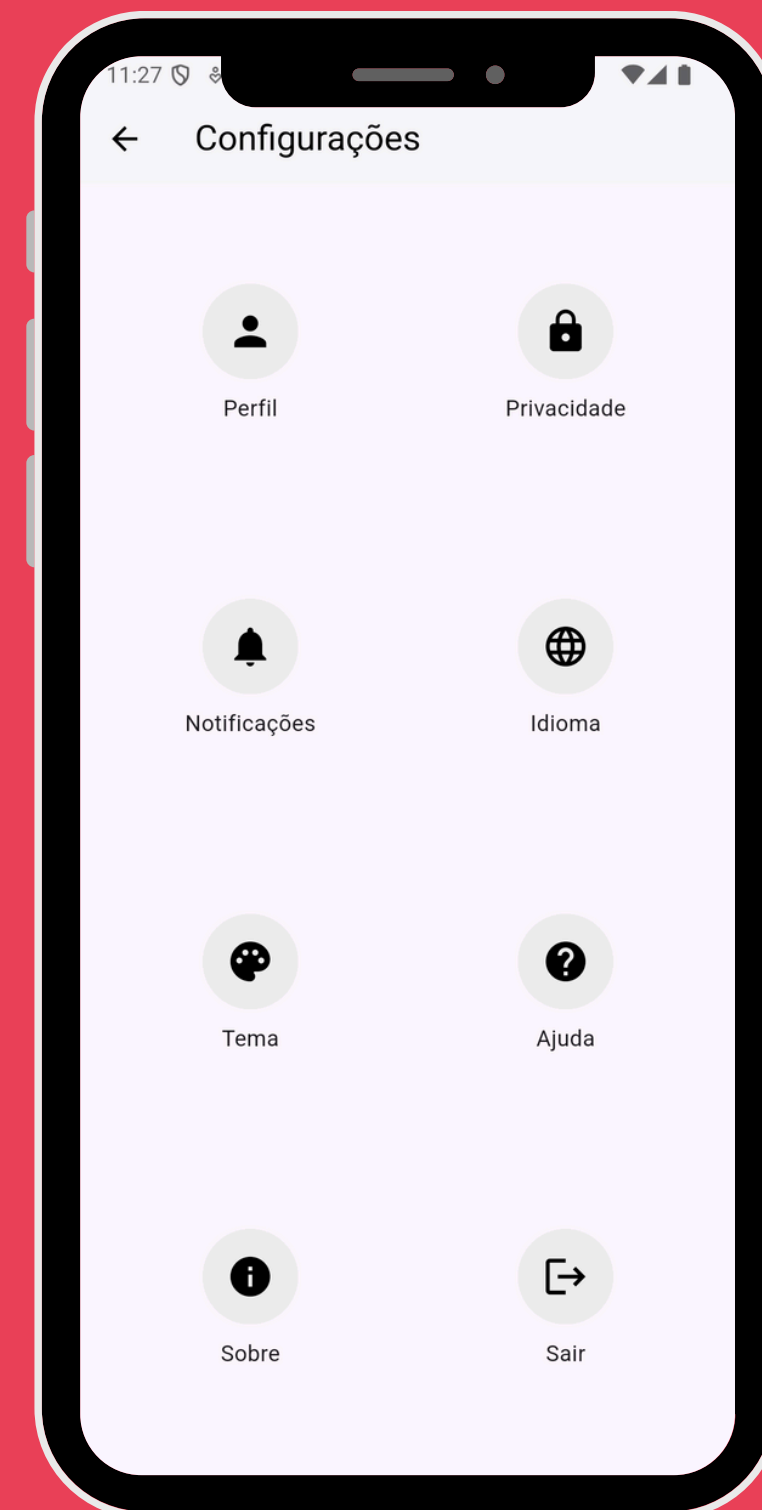 11:27
Configurações
Perfil Privacidade
Notificações Idioma
Tema Ajuda
Sobre Sair